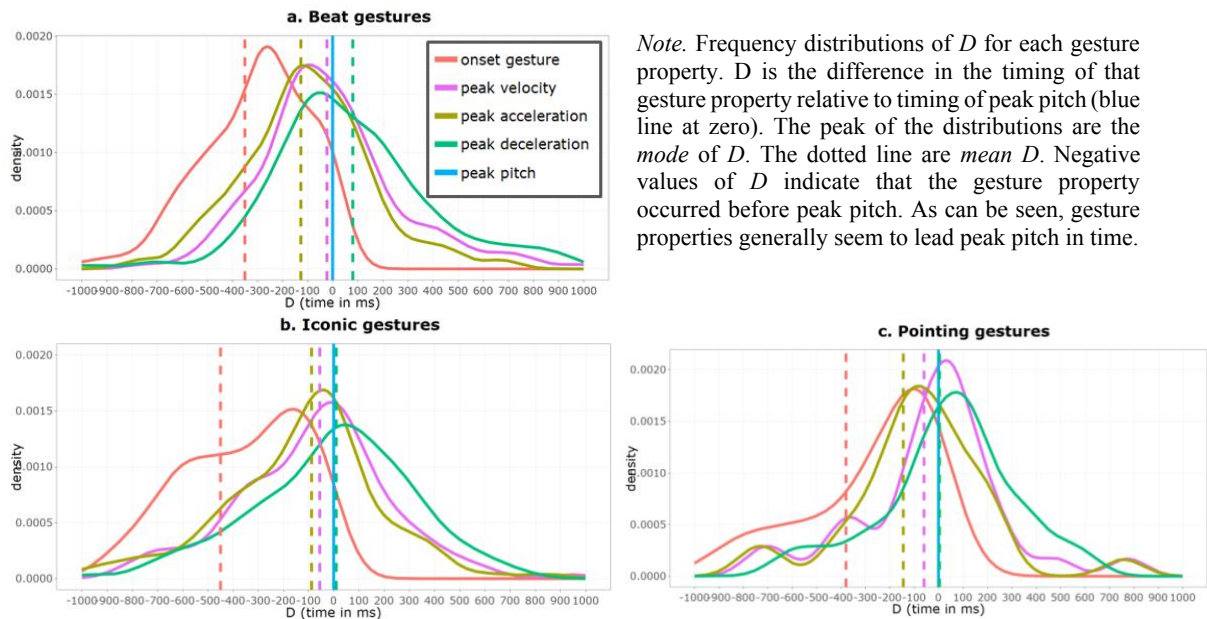 a. Beat gestures
0.0020
0.0015
0.0010
0.0005
0.0000
density
onset gesture
peak velocity
peak acceleration
peak deceleration
peak pitch
-1000-900-800-700-600-500-400-300-200-100 0 100 200 300 400 500 600 700 800 900 1000
D (time in ms)
Note. Frequency distributions of D for each gesture
property. D is the difference in the timing of that
gesture property relative to timing of peak pitch (blue
line at zero). The peak of the distributions are the
mode of D. The dotted line are mean D. Negative
values of D indicate that the gesture property
occurred before peak pitch. As can be seen, gesture
properties generally seem to lead peak pitch in time.
b. Iconic gestures
0.0020
0.0015
0.0010
0.0005
0.0000
density
-1000-900-800-700-600-500-400-300-200-100 0 100 200 300 400 500 600 700 800 900 1000
D (time in ms)
c. Pointing gestures
0.0020
0.0015
0.0010
0.0005
0.0000
density
-1000-900-800-700-600-500-400-300-200-100 0 100 200 300 400 500 600 700 800 900 1000
D (time in ms)